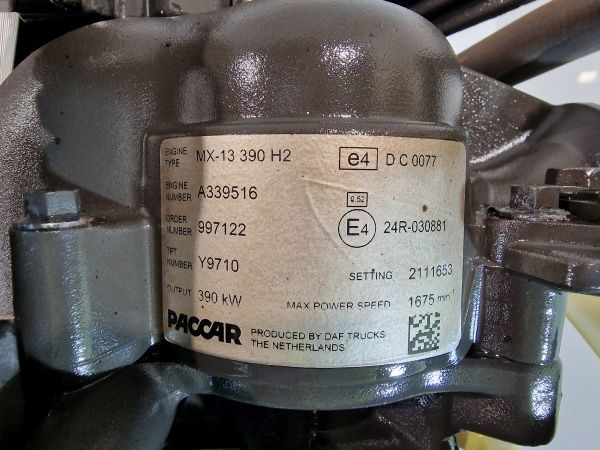 ENGINE TYPE MX-13 390 H2 e4 D C 0077
ENGINE NUMBER A339516
9.52
ORDER NUMBER 997122 E4 24R-030881
TPT NUMBER Y9710 SETTING 2111653
OUTPUT 390 kW MAX POWER SPEED 1675 min⁻¹
PACCAR PRODUCED BY DAF TRUCKS
THE NETHERLANDS